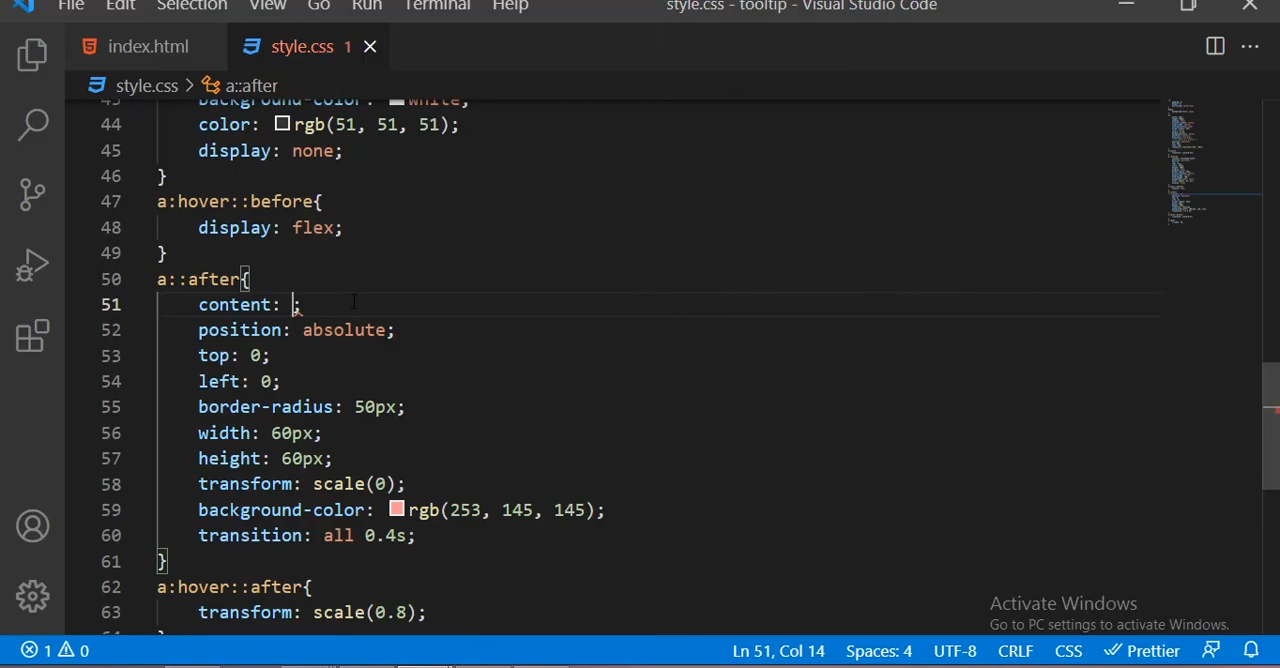 File Edit Selection View Go Run Terminal Help style.css - tooltip - Visual Studio Code
index.html style.css 1
style.css > a::after
43 background-color: white;
44 color: rgb(51, 51, 51);
45 display: none;
46 }
47 a:hover::before{
48 display: flex;
49 }
50 a::after{
51 content: ;
52 position: absolute;
53 top: 0;
54 left: 0;
55 border-radius: 50px;
56 width: 60px;
57 height: 60px;
58 transform: scale(0);
59 background-color: rgb(253, 145, 145);
60 transition: all 0.4s;
61 }
62 a:hover::after{
63 transform: scale(0.8);
64 }
Activate Windows
Go to PC settings to activate Windows.
1 0 Ln 51, Col 14 Spaces: 4 UTF-8 CRLF CSS Prettier